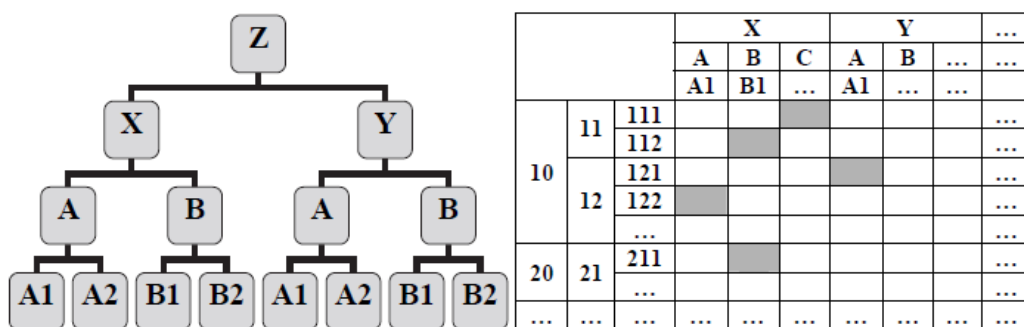 Z
X Y
A B A B
A1 A2 B1 B2 A1 A2 B1 B2
X Y ...
A B C A B ... ...
A1 B1 ... A1 ... ...
10 11 111 ...
112 ...
12 121 ...
122 ...
... ...
20 21 211 ...
... ...
... ... ... ... ... ... ... ... ... ...